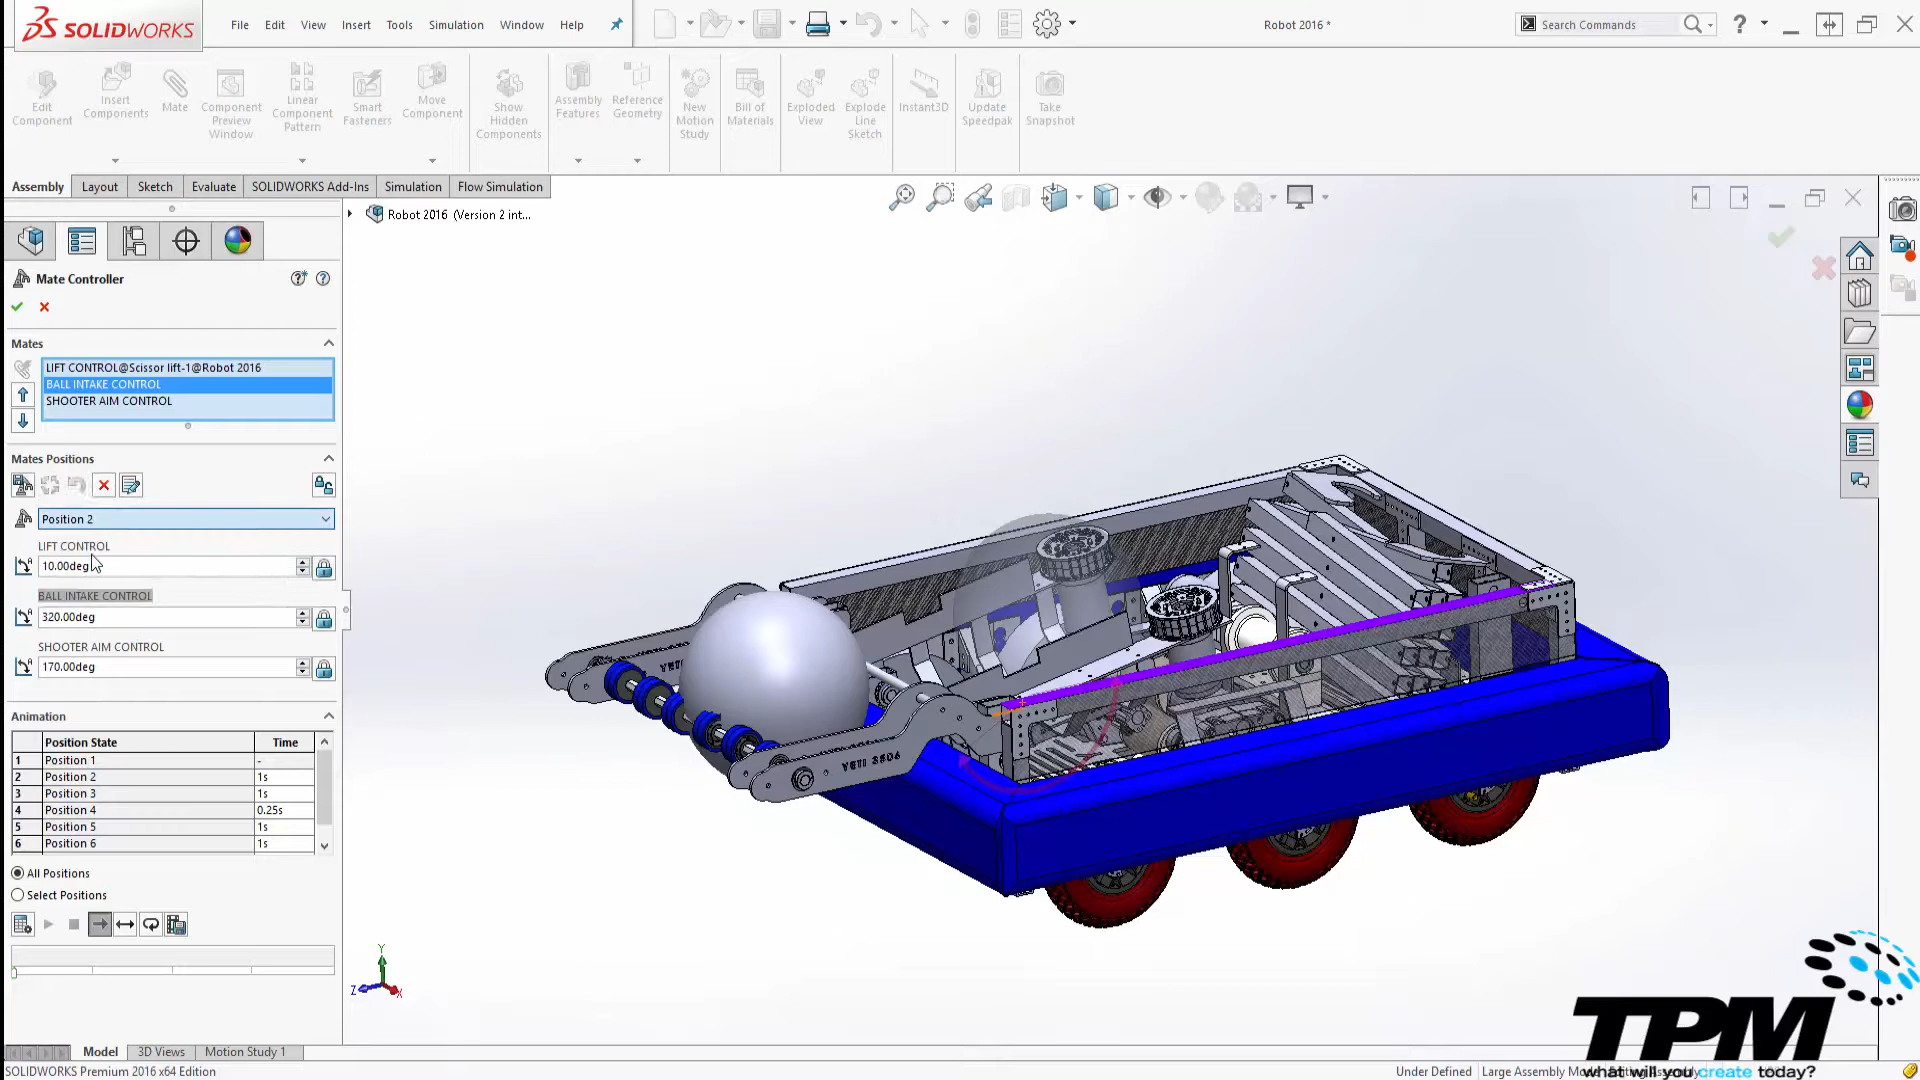 SOLIDWORKS
File Edit View Insert Tools Simulation Window Help
Robot 2016 *
Search Commands
Edit Component
Insert Components
Mate
Component Preview Window
Linear Component Pattern
Smart Fasteners
Move Component
Show Hidden Components
Assembly Features
Reference Geometry
New Motion Study
Bill of Materials
Exploded View
Explode Line Sketch
Instant3D
Update Speedpak
Take Snapshot
Assembly Layout Sketch Evaluate SOLIDWORKS Add-Ins Simulation Flow Simulation
Robot 2016 (Version 2 int...
Mate Controller
Mates
LIFT CONTROL@Scissor lift-1@Robot 2016
BALL INTAKE CONTROL
SHOOTER AIM CONTROL
Mates Positions
Position 2
LIFT CONTROL
10.00deg
BALL INTAKE CONTROL
320.00deg
SHOOTER AIM CONTROL
170.00deg
Animation
Position State Time
1 Position 1 -
2 Position 2 1s
3 Position 3 1s
4 Position 4 0.25s
5 Position 5 1s
6 Position 6 1s
All Positions
Select Positions
YETI
YETI 3506
Y
Z
X
Model 3D Views Motion Study 1
SOLIDWORKS Premium 2016 x64 Edition
Under Defined
Large Assembly Mode
TPM
what will you create today?